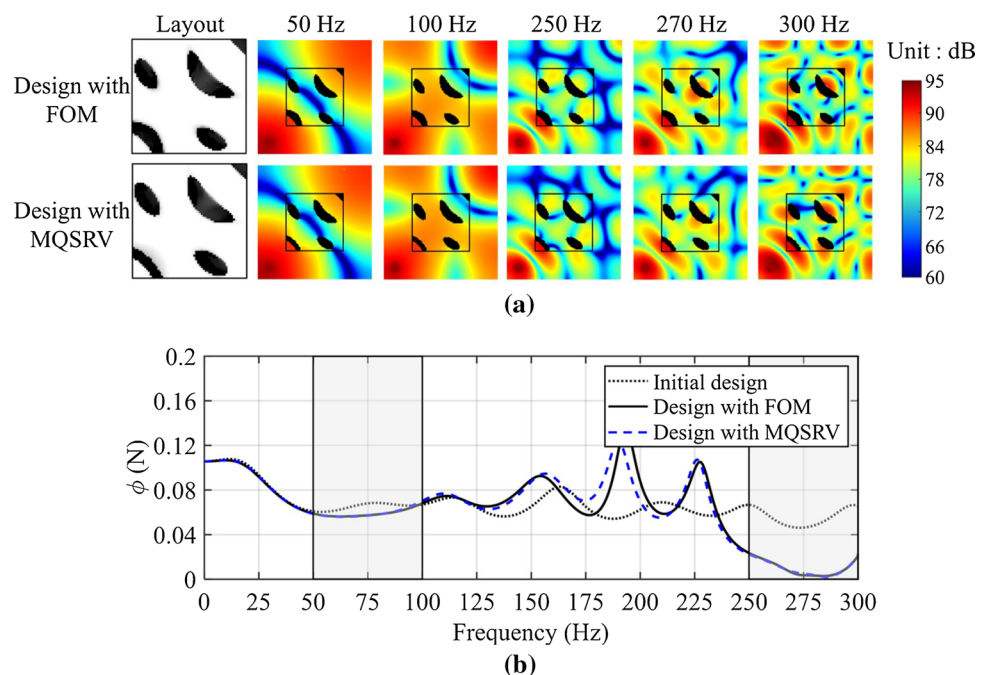 Layout 50 Hz 100 Hz 250 Hz 270 Hz 300 Hz
Unit : dB
Design with
FOM
Design with
MQSRV
95
90
84
78
72
66
60
(a)
0.2
0.16
0.12
0.08
0.04
0
ϕ (N)
Initial design
Design with FOM
Design with MQSRV
0 25 50 75 100 125 150 175 200 225 250 275 300
Frequency (Hz)
(b)